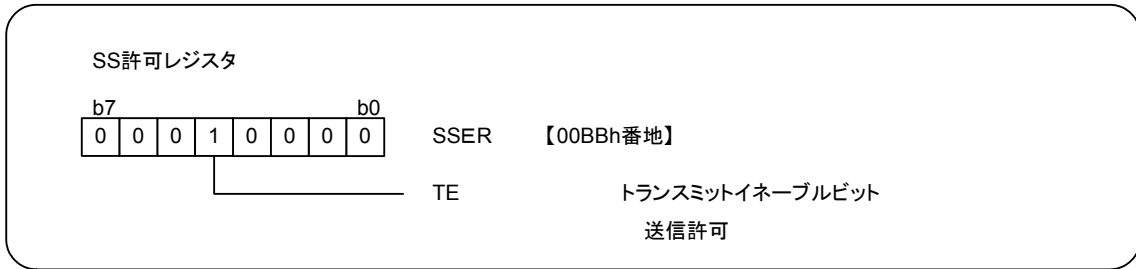 SS許可レジスタ
b7 b0
0 0 0 1 0 0 0 0 SSER 【00BBh番地】
TE トランスミットイネーブルビット
送信許可